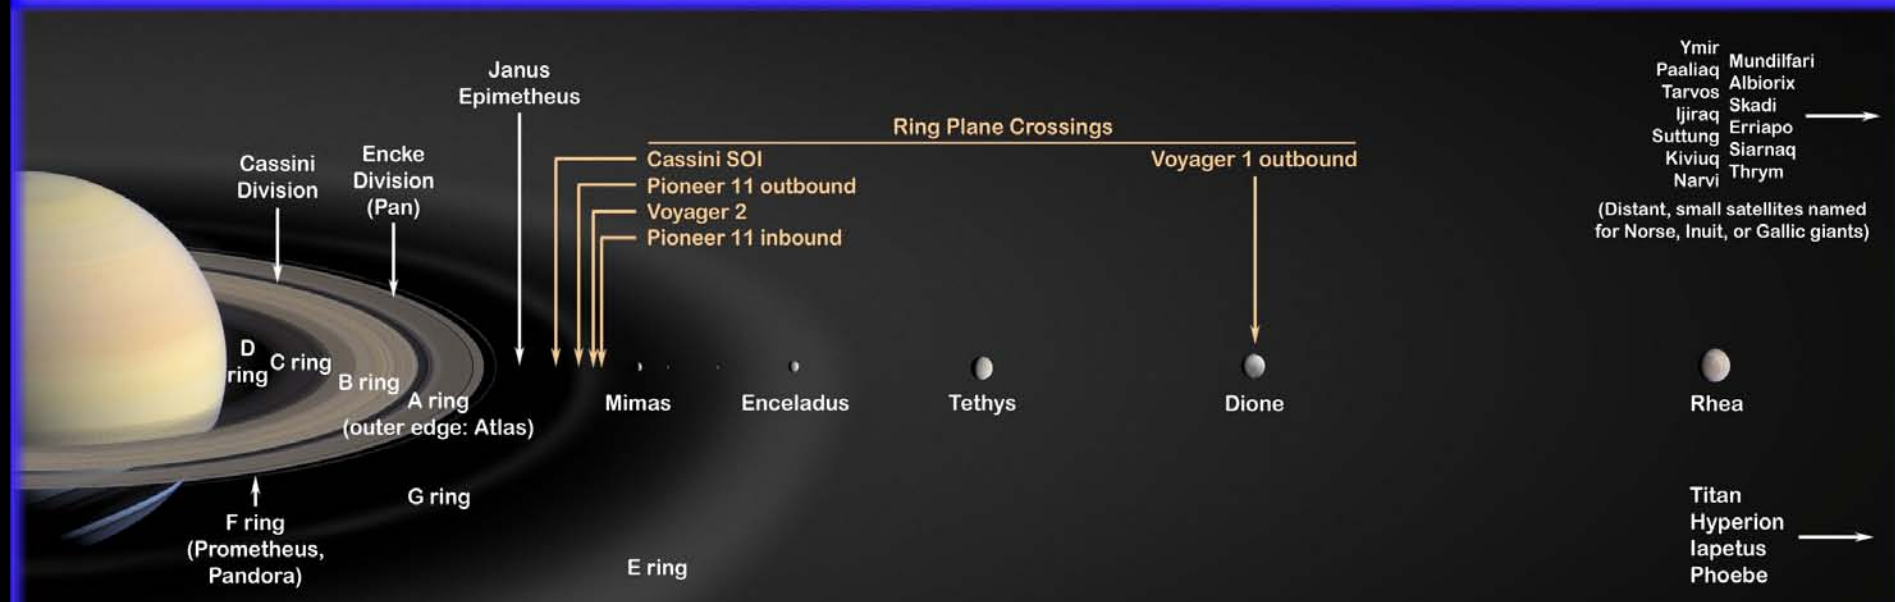 Janus
Epimetheus
Cassini
Division
Encke
Division
(Pan)
Ring Plane Crossings
Cassini SOI
Pioneer 11 outbound
Voyager 2
Pioneer 11 inbound
Voyager 1 outbound
Ymir
Paaliaq
Tarvos
Ijiraq
Suttung
Kiviuq
Narvi
Mundilfari
Albiorix
Skadi
Erriapo
Siarnaq
Thrym
(Distant, small satellites named
for Norse, Inuit, or Gallic giants)
D
ring
C ring
B ring
A ring
(outer edge: Atlas)
Mimas
Enceladus
Tethys
Dione
Rhea
G ring
F ring
(Prometheus,
Pandora)
E ring
Titan
Hyperion
Iapetus
Phoebe